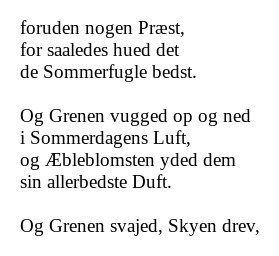 foruden nogen Præst,
for saaledes hued det
de Sommerfugle bedst.

Og Grenen vugged op og ned
i Sommerdagens Luft,
og Æbleblomsten yded dem
sin allerbedste Duft.

Og Grenen svajed, Skyen drev,